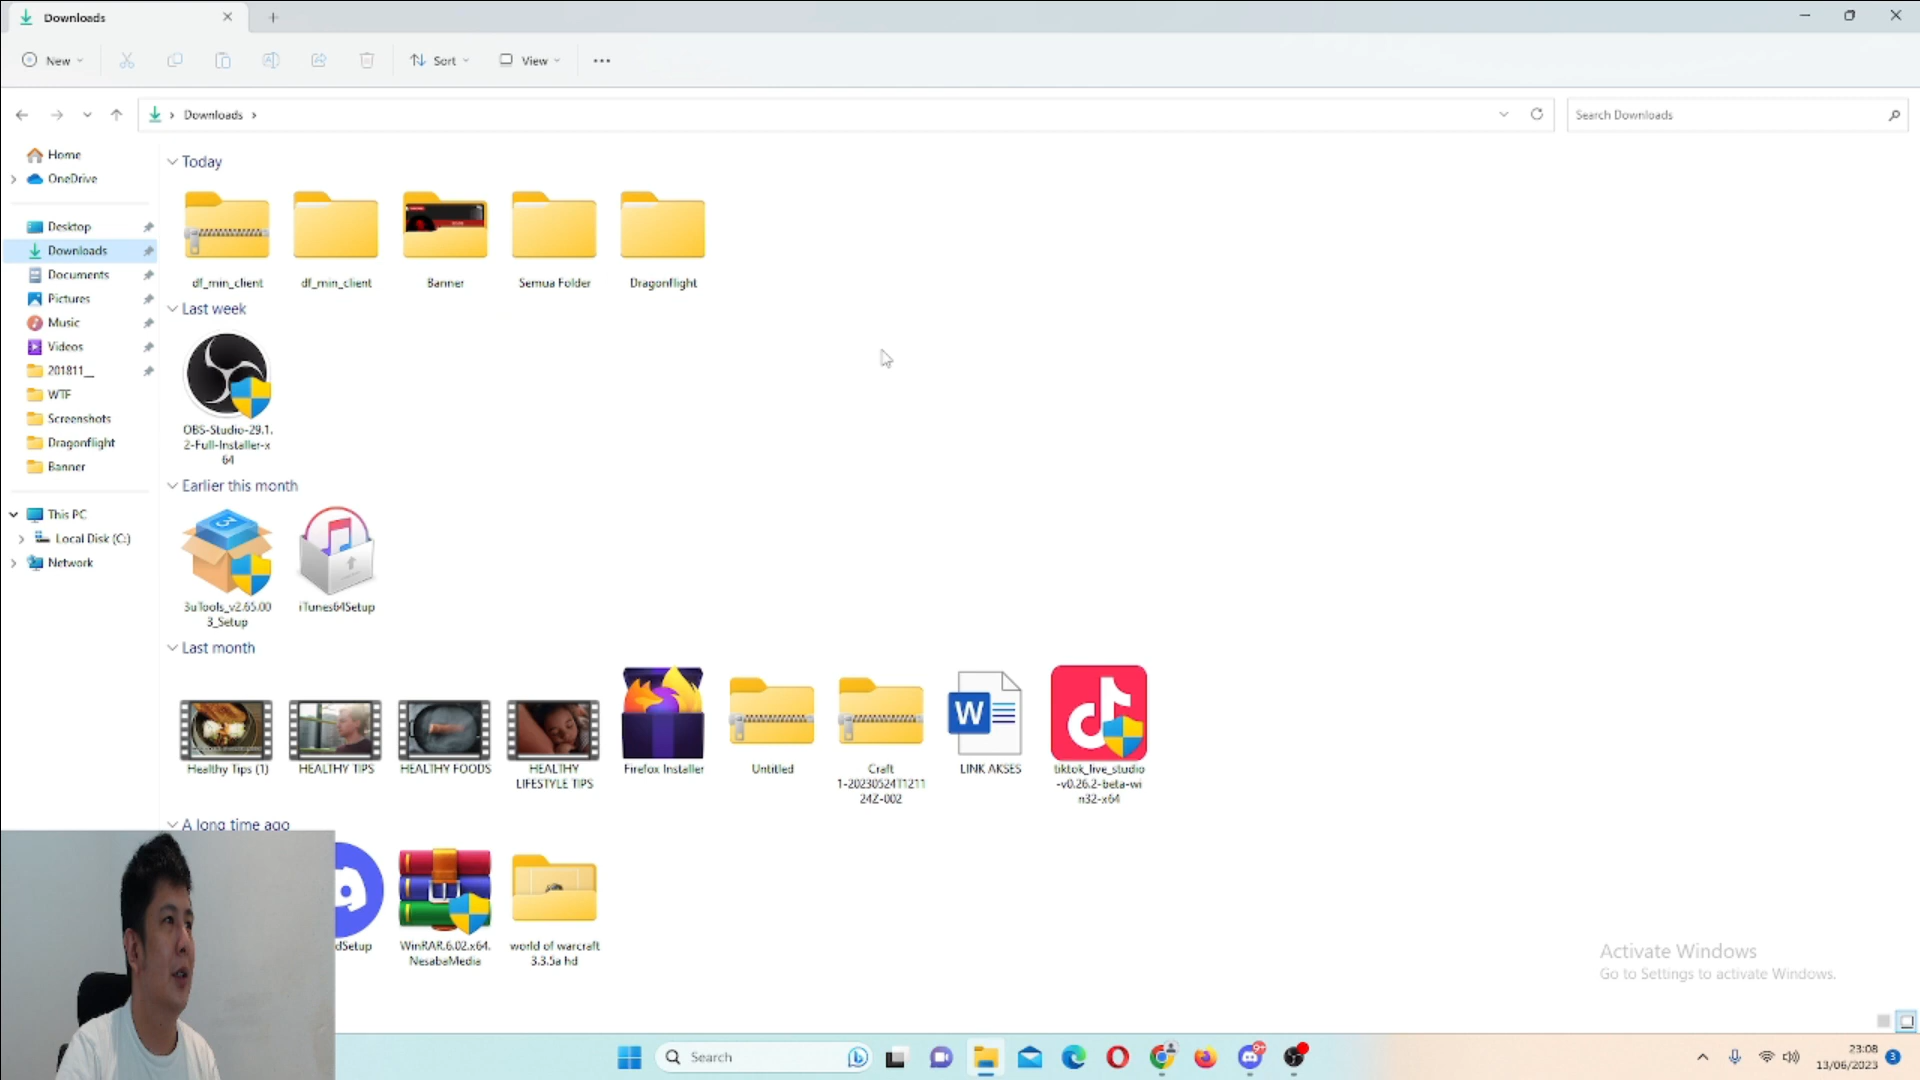 Downloads
New
Sort
View
Downloads
Search Downloads
Home
OneDrive
Desktop
Downloads
Documents
Pictures
Music
Videos
201811__
WTF
Screenshots
Dragonflight
Banner
This PC
Local Disk (C:)
Network
Today
df_min_client
df_min_client
Banner
Semua Folder
Dragonflight
Last week
OBS-Studio-29.1.
2-Full-Installer-x
64
Earlier this month
3uTools_v2.65.00
3_Setup
iTunes64Setup
Last month
Healthy Tips (1)
HEALTHY TIPS
HEALTHY FOODS
HEALTHY
LIFESTYLE TIPS
Firefox Installer
Untitled
Craft
1-20230524T1211
24Z-002
W
LINK AKSES
tiktok_live_studio
-v0.26.2-beta-wi
n32-x64
A long time ago
dSetup
WinRAR.6.02.x64.
NesabaMedia
world of warcraft
3.3.5a hd
Activate Windows
Go to Settings to activate Windows.
Search
23:08
13/06/2023
3